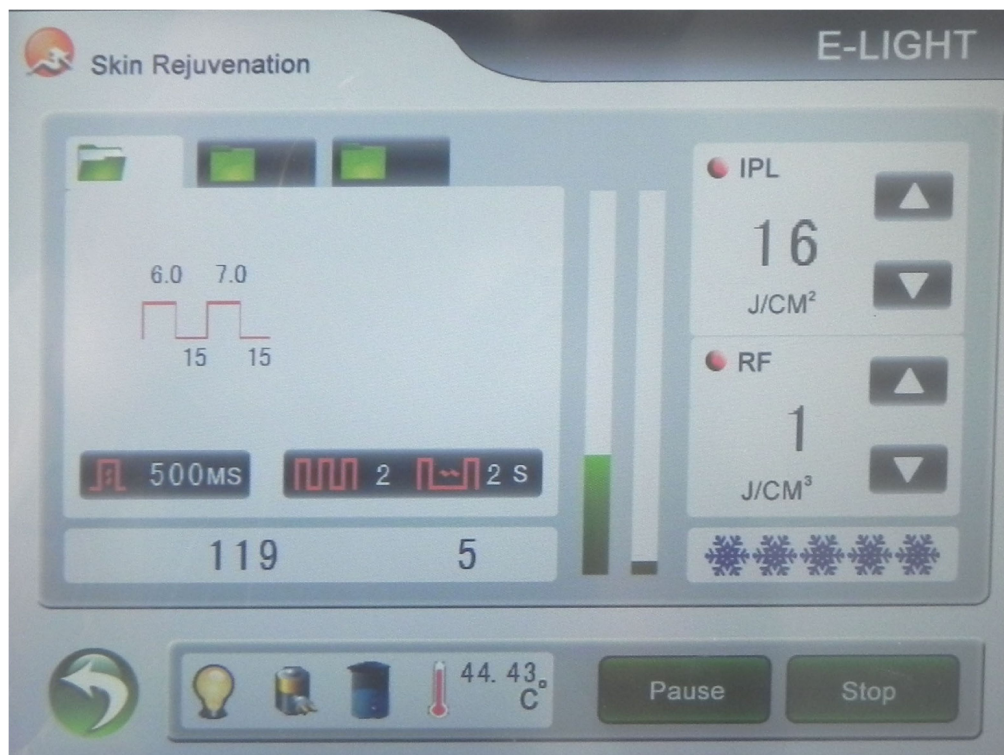 Skin Rejuvenation
E-LIGHT
IPL
16
J/CM²
6.0 7.0
15 15
RF
1
J/CM³
500MS
2
2 S
119
5
44.43
C°
Pause
Stop